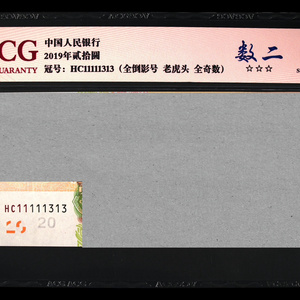 CG
中国人民银行
UARANTY
2019年贰拾圆
冠号：HC11111313（全倒影号 老虎头 全奇数）
数二
☆☆☆
S
HC11111313
20